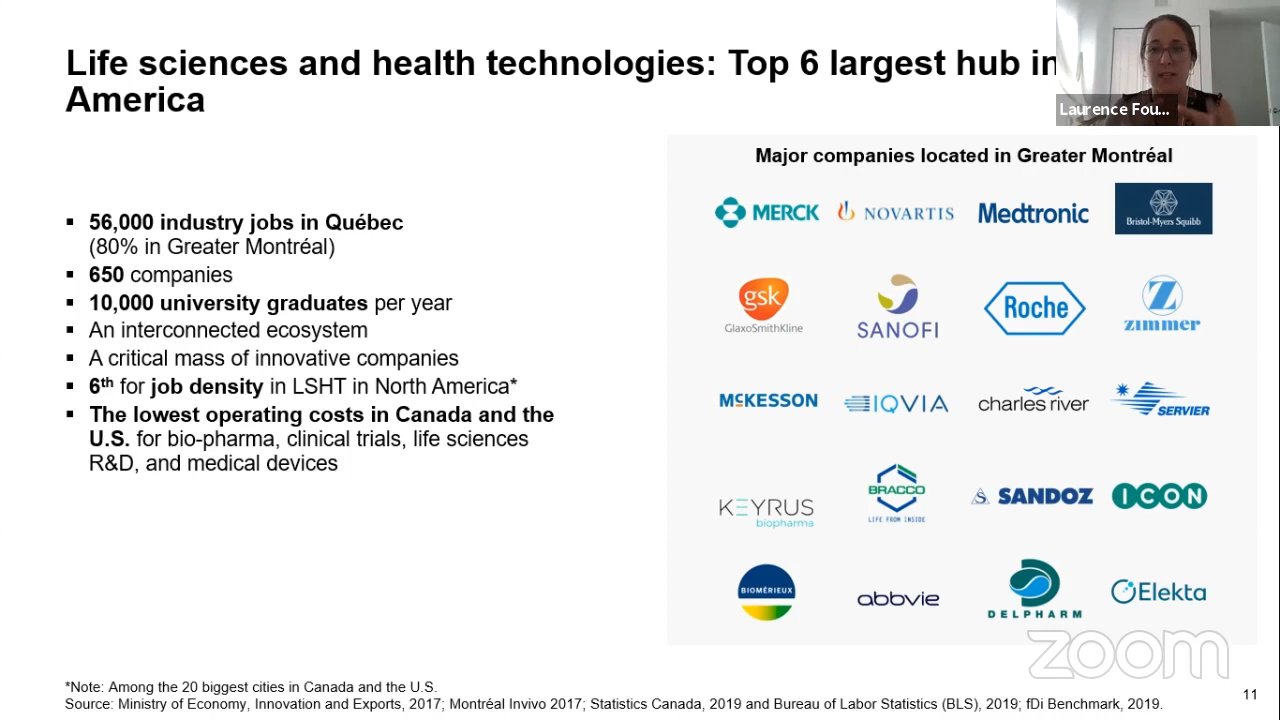 Life sciences and health technologies: Top 6 largest hub in
America
Laurence Fou...
▪ 56,000 industry jobs in Québec
(80% in Greater Montréal)
▪ 650 companies
▪ 10,000 university graduates per year
▪ An interconnected ecosystem
▪ A critical mass of innovative companies
▪ 6th for job density in LSHT in North America*
▪ The lowest operating costs in Canada and the
U.S. for bio-pharma, clinical trials, life sciences
R&D, and medical devices
Major companies located in Greater Montréal
MERCK NOVARTIS Medtronic Bristol-Myers Squibb
gsk
GlaxoSmithKline
SANOFI
Roche
Z
zimmer
MCKESSON IQVIA charles river SERVIER
KEYRUS
biopharma
BRACCO
LIFE FROM INSIDE
S SANDOZ ICON
BIOMÉRIEUX abbvie DELPHARM Elekta
zoom
*Note: Among the 20 biggest cities in Canada and the U.S.
Source: Ministry of Economy, Innovation and Exports, 2017; Montréal Invivo 2017; Statistics Canada, 2019 and Bureau of Labor Statistics (BLS), 2019; fDi Benchmark, 2019.
11